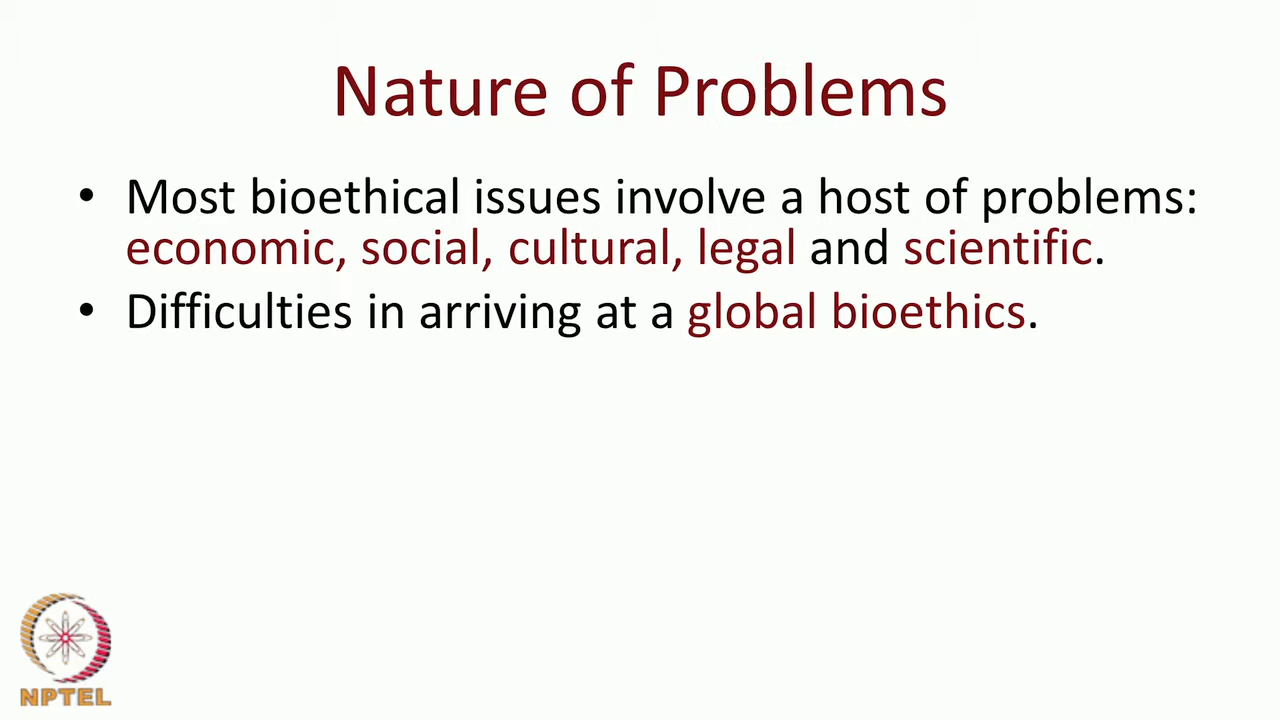 Nature of Problems
• Most bioethical issues involve a host of problems:
economic, social, cultural, legal and scientific.
• Difficulties in arriving at a global bioethics.
NPTEL